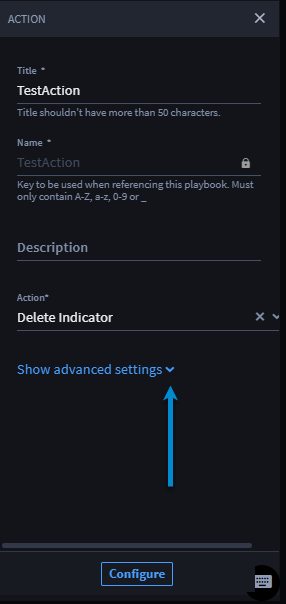 ACTION
Title *
TestAction
Title shouldn't have more than 50 characters.
Name *
TestAction
Key to be used when referencing this playbook. Must
only contain A-Z, a-z, 0-9 or _
Description
Action*
Delete Indicator
Show advanced settings
Configure